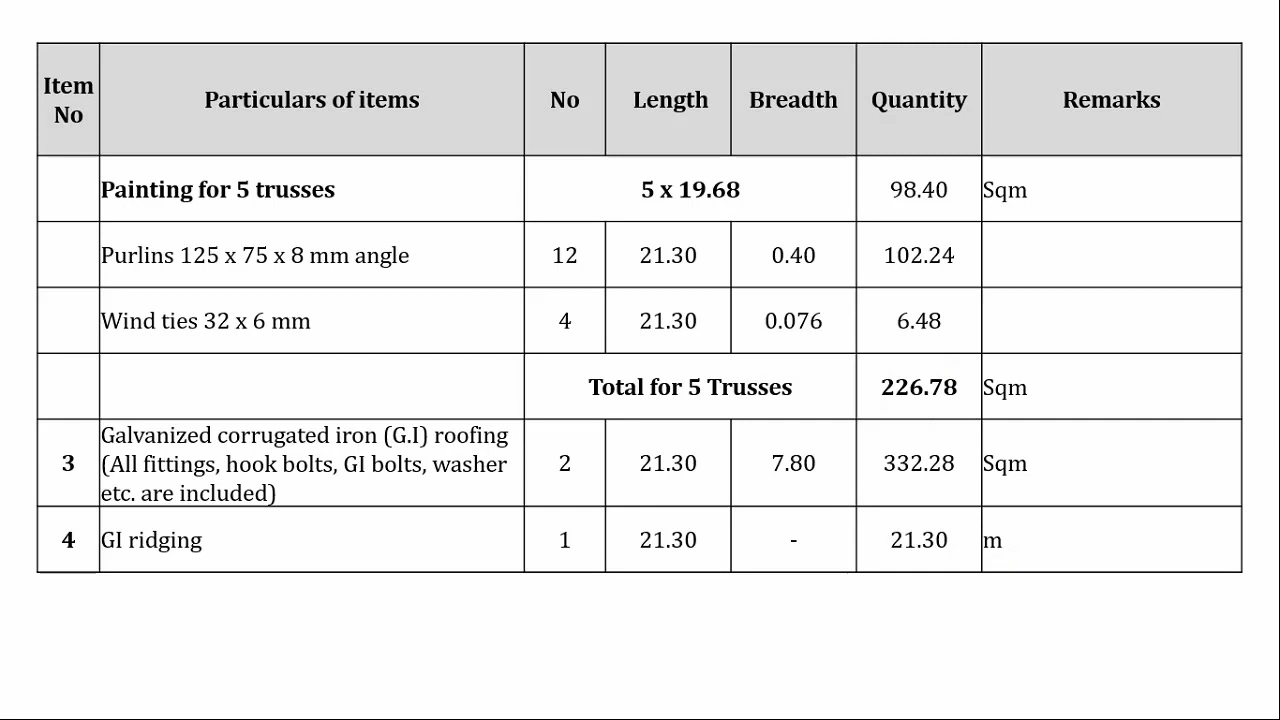 Item No Particulars of items No Length Breadth Quantity Remarks
Painting for 5 trusses 5 x 19.68 98.40 Sqm
Purlins 125 x 75 x 8 mm angle 12 21.30 0.40 102.24
Wind ties 32 x 6 mm 4 21.30 0.076 6.48
Total for 5 Trusses 226.78 Sqm
3 Galvanized corrugated iron (G.I) roofing
(All fittings, hook bolts, GI bolts, washer 2 21.30 7.80 332.28 Sqm
etc. are included)
4 GI ridging 1 21.30 - 21.30 m